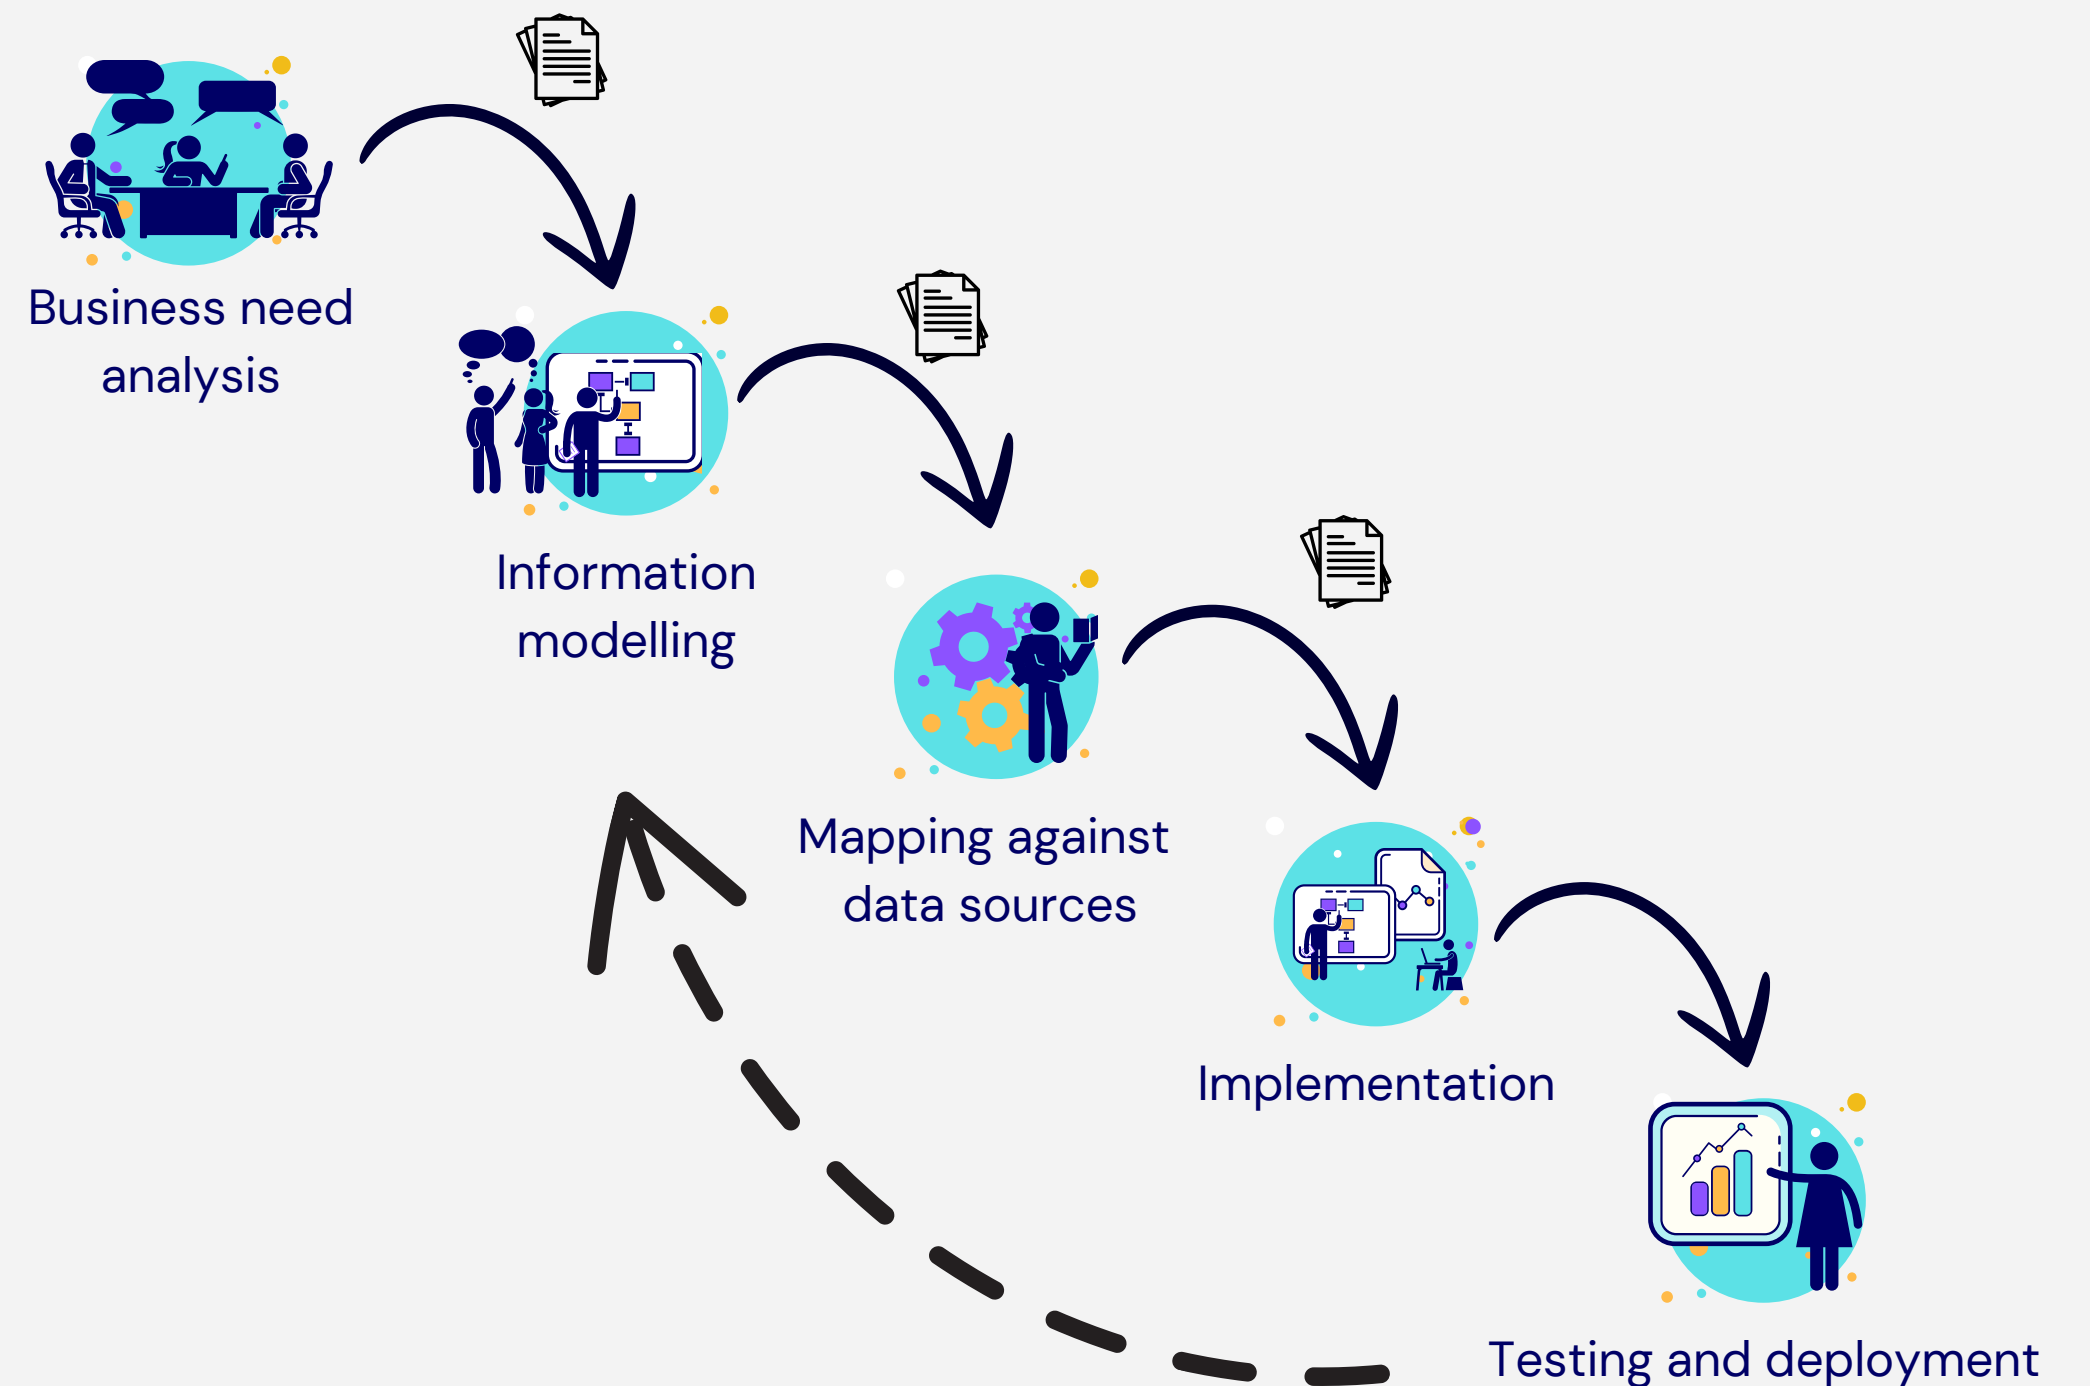 Business need
analysis
Information
modelling
Mapping against
data sources
Implementation
Testing and deployment